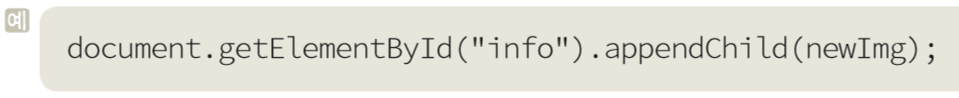 예
document.getElementById("info").appendChild(newImg);